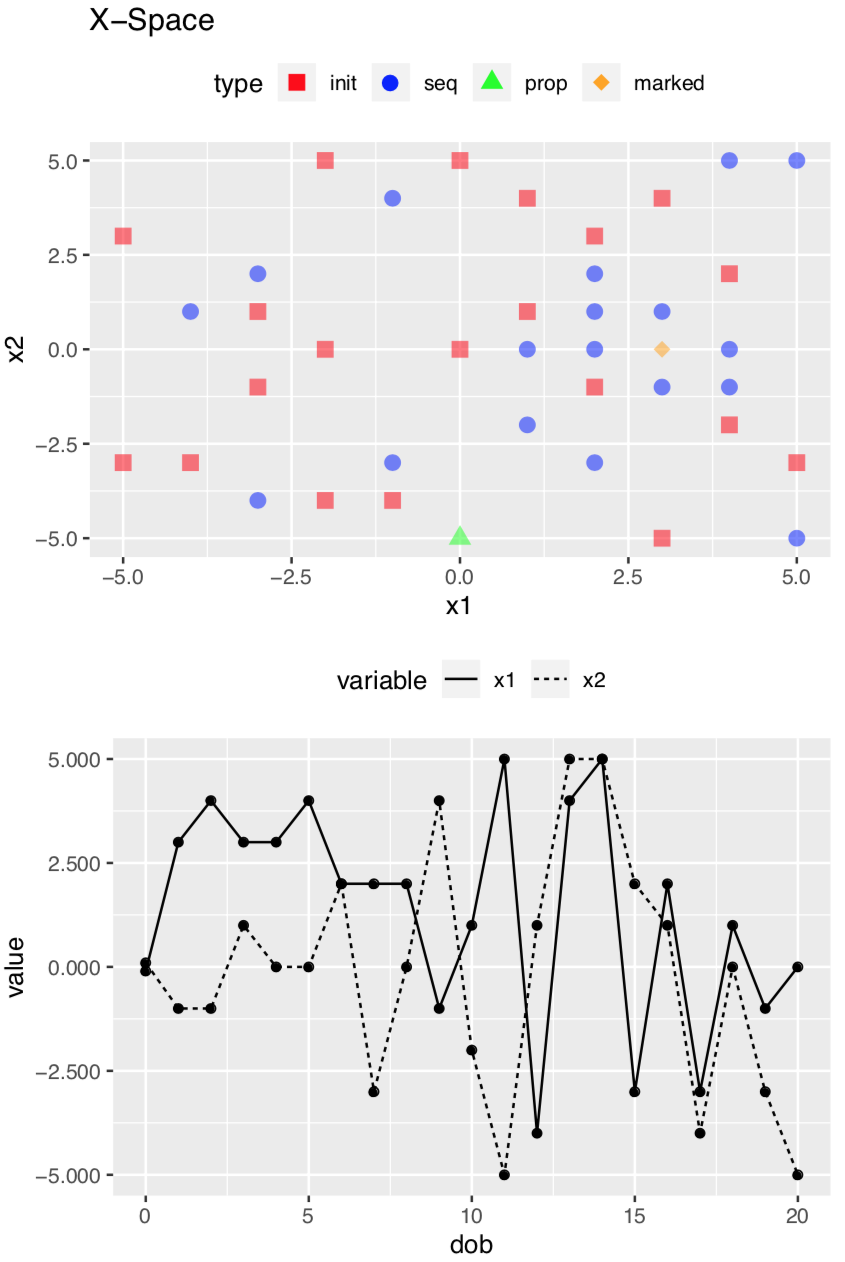 X−Space
type init seq prop marked
5.0
2.5
0.0
−2.5
−5.0
x2
−5.0 −2.5 0.0 2.5 5.0
x1
variable x1 x2
5.000
2.500
0.000
−2.500
−5.000
value
0 5 10 15 20
dob